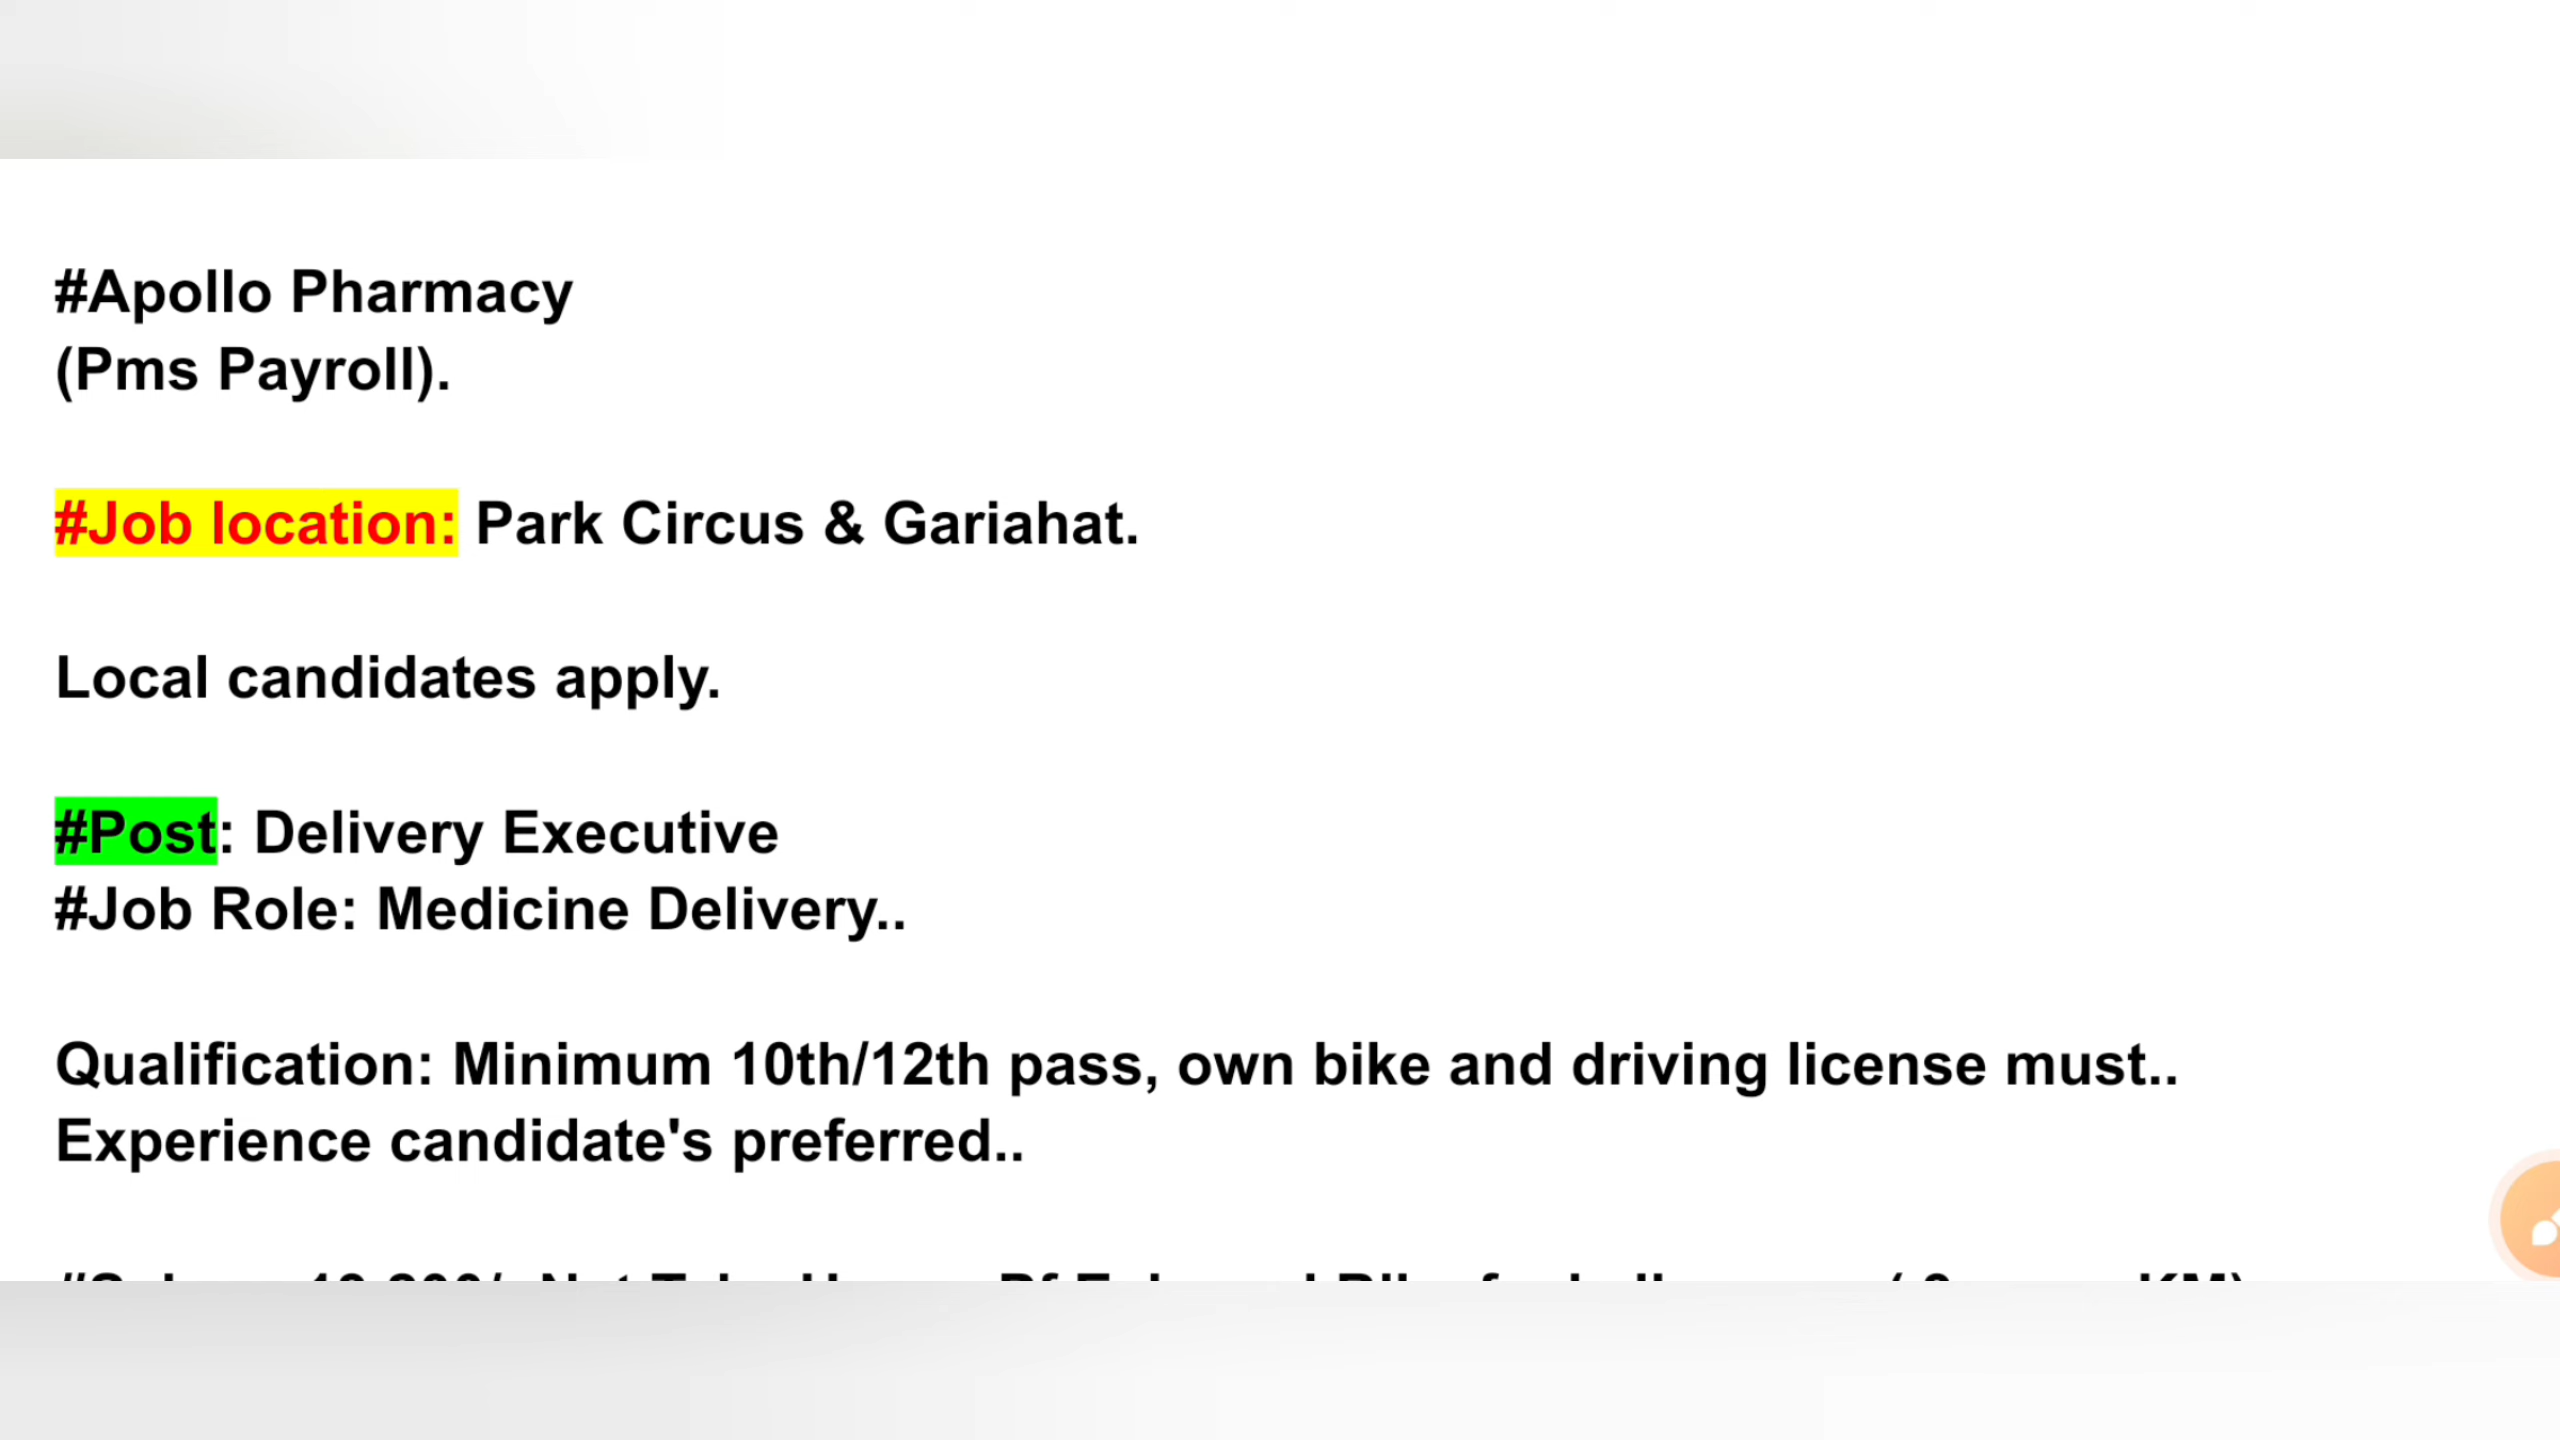 #Apollo Pharmacy
(Pms Payroll).
#Job location: Park Circus & Gariahat.
Local candidates apply.
#Post: Delivery Executive
#Job Role: Medicine Delivery..
Qualification: Minimum 10th/12th pass, own bike and driving license must..
Experience candidate's preferred..